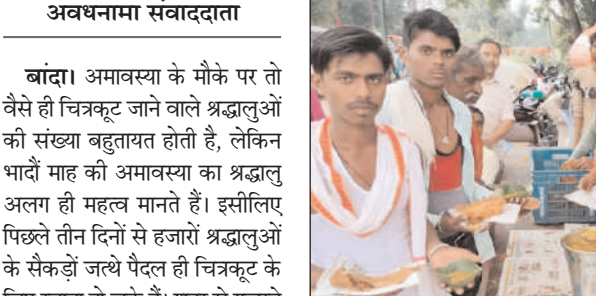 अवधनामा संवाददाता
बांदा। अमावस्या के मौके पर तो
वैसे ही चित्रकूट जाने वाले श्रद्धालुओं
की संख्या बहुतायत होती है, लेकिन
भादौं माह की अमावस्या का श्रद्धालु
अलग ही महत्व मानते हैं। इसीलिए
पिछले तीन दिनों से हजारों श्रद्धालुओं
के सैकड़ों जत्थे पैदल ही चित्रकूट के